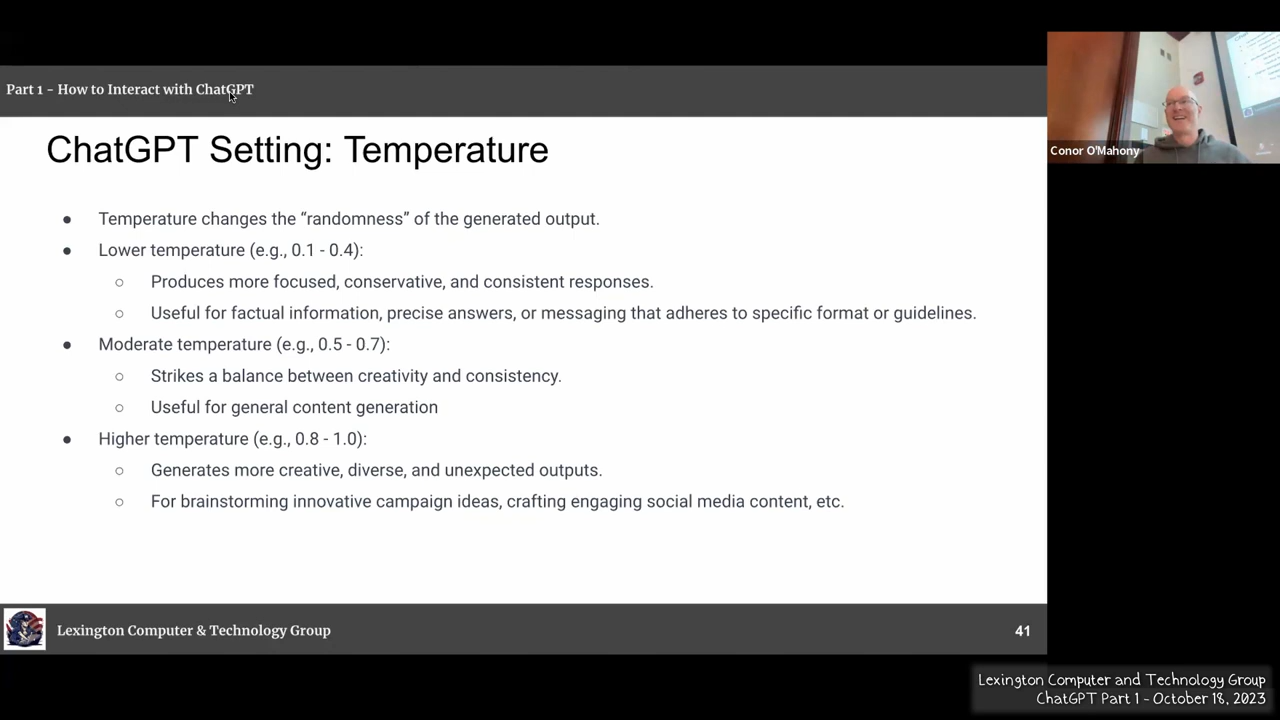 Part 1 - How to Interact with ChatGPT
ChatGPT Setting: Temperature
● Temperature changes the “randomness” of the generated output.
● Lower temperature (e.g., 0.1 - 0.4):
○ Produces more focused, conservative, and consistent responses.
○ Useful for factual information, precise answers, or messaging that adheres to specific format or guidelines.
● Moderate temperature (e.g., 0.5 - 0.7):
○ Strikes a balance between creativity and consistency.
○ Useful for general content generation
● Higher temperature (e.g., 0.8 - 1.0):
○ Generates more creative, diverse, and unexpected outputs.
○ For brainstorming innovative campaign ideas, crafting engaging social media content, etc.
Lexington Computer & Technology Group
41
Conor O'Mahony
Lexington Computer and Technology Group
ChatGPT Part 1 - October 18, 2023